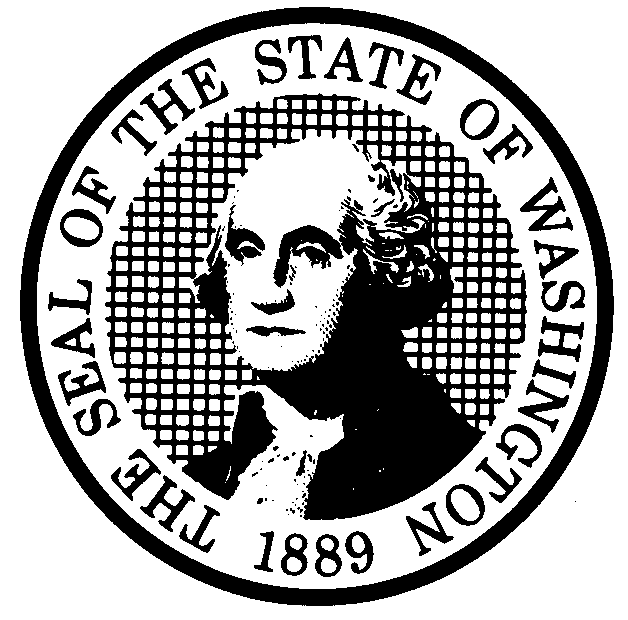 THE SEAL OF THE STATE OF WASHINGTON
1889